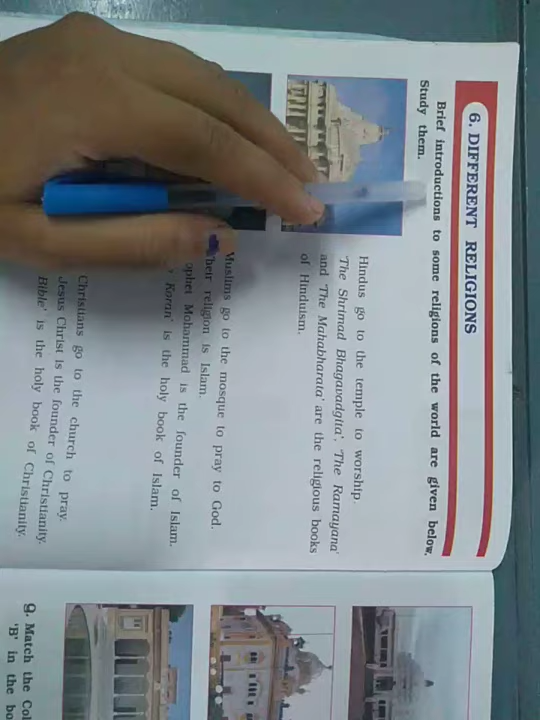 6. DIFFERENT RELIGIONS
Brief introductions to some religions of the world are given below.
Study them.
Hindus go to the temple to worship.
'The Shrimad Bhagavadgita', 'The Ramayana'
and 'The Mahabharata' are the religious books
of Hinduism.
Muslims go to the mosque to pray to God.
Their religion is Islam.
Mohammad is the founder of Islam.
Koran' is the holy book of Islam.
Christians go to the church to pray.
Jesus Christ is the founder of Christianity.
Bible' is the holy book of Christianity.
9. Match the
'B' in the